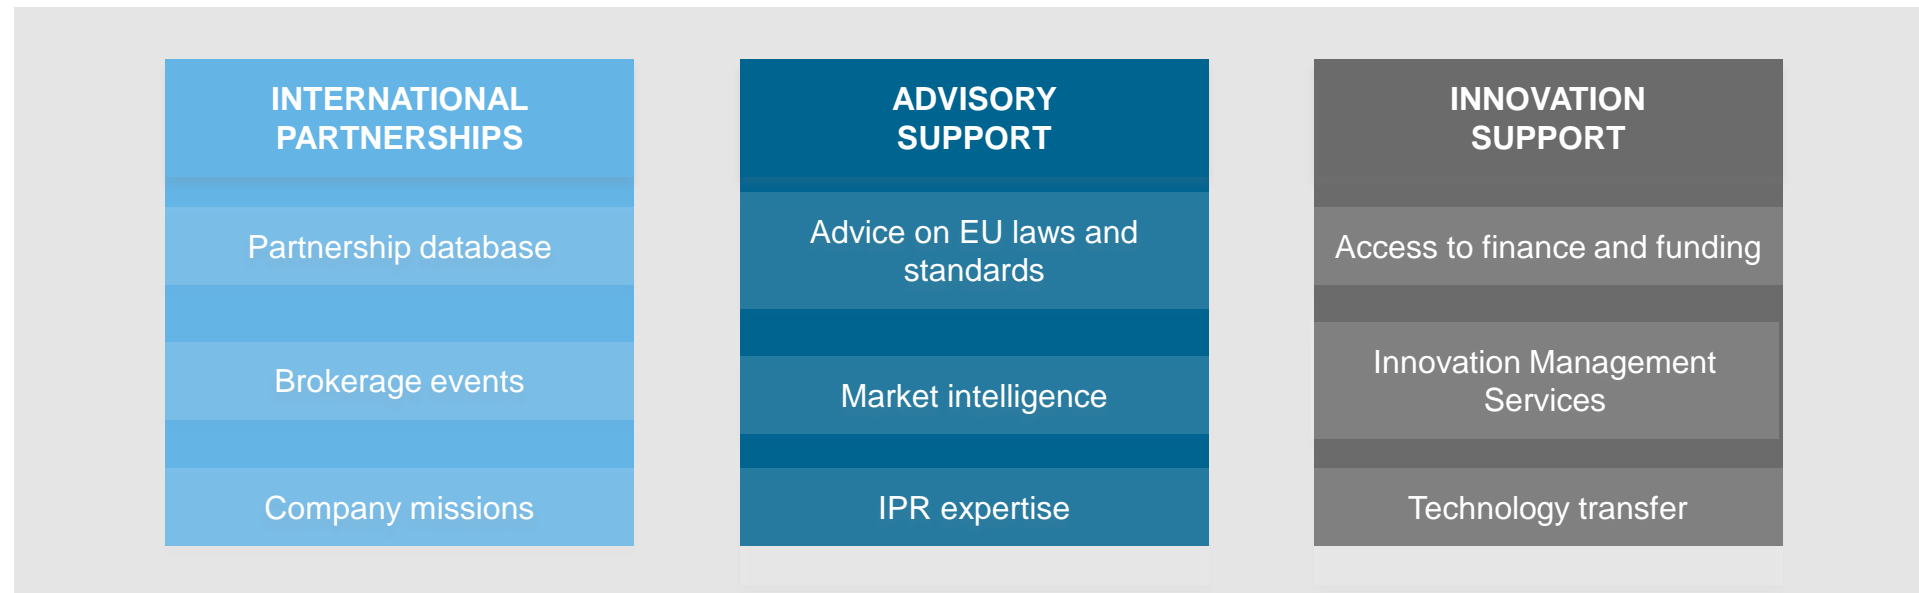 INTERNATIONAL
PARTNERSHIPS
Partnership database
Brokerage events
Company missions
ADVISORY
SUPPORT
Advice on EU laws and
standards
Market intelligence
IPR expertise
INNOVATION
SUPPORT
Access to finance and funding
Innovation Management
Services
Technology transfer